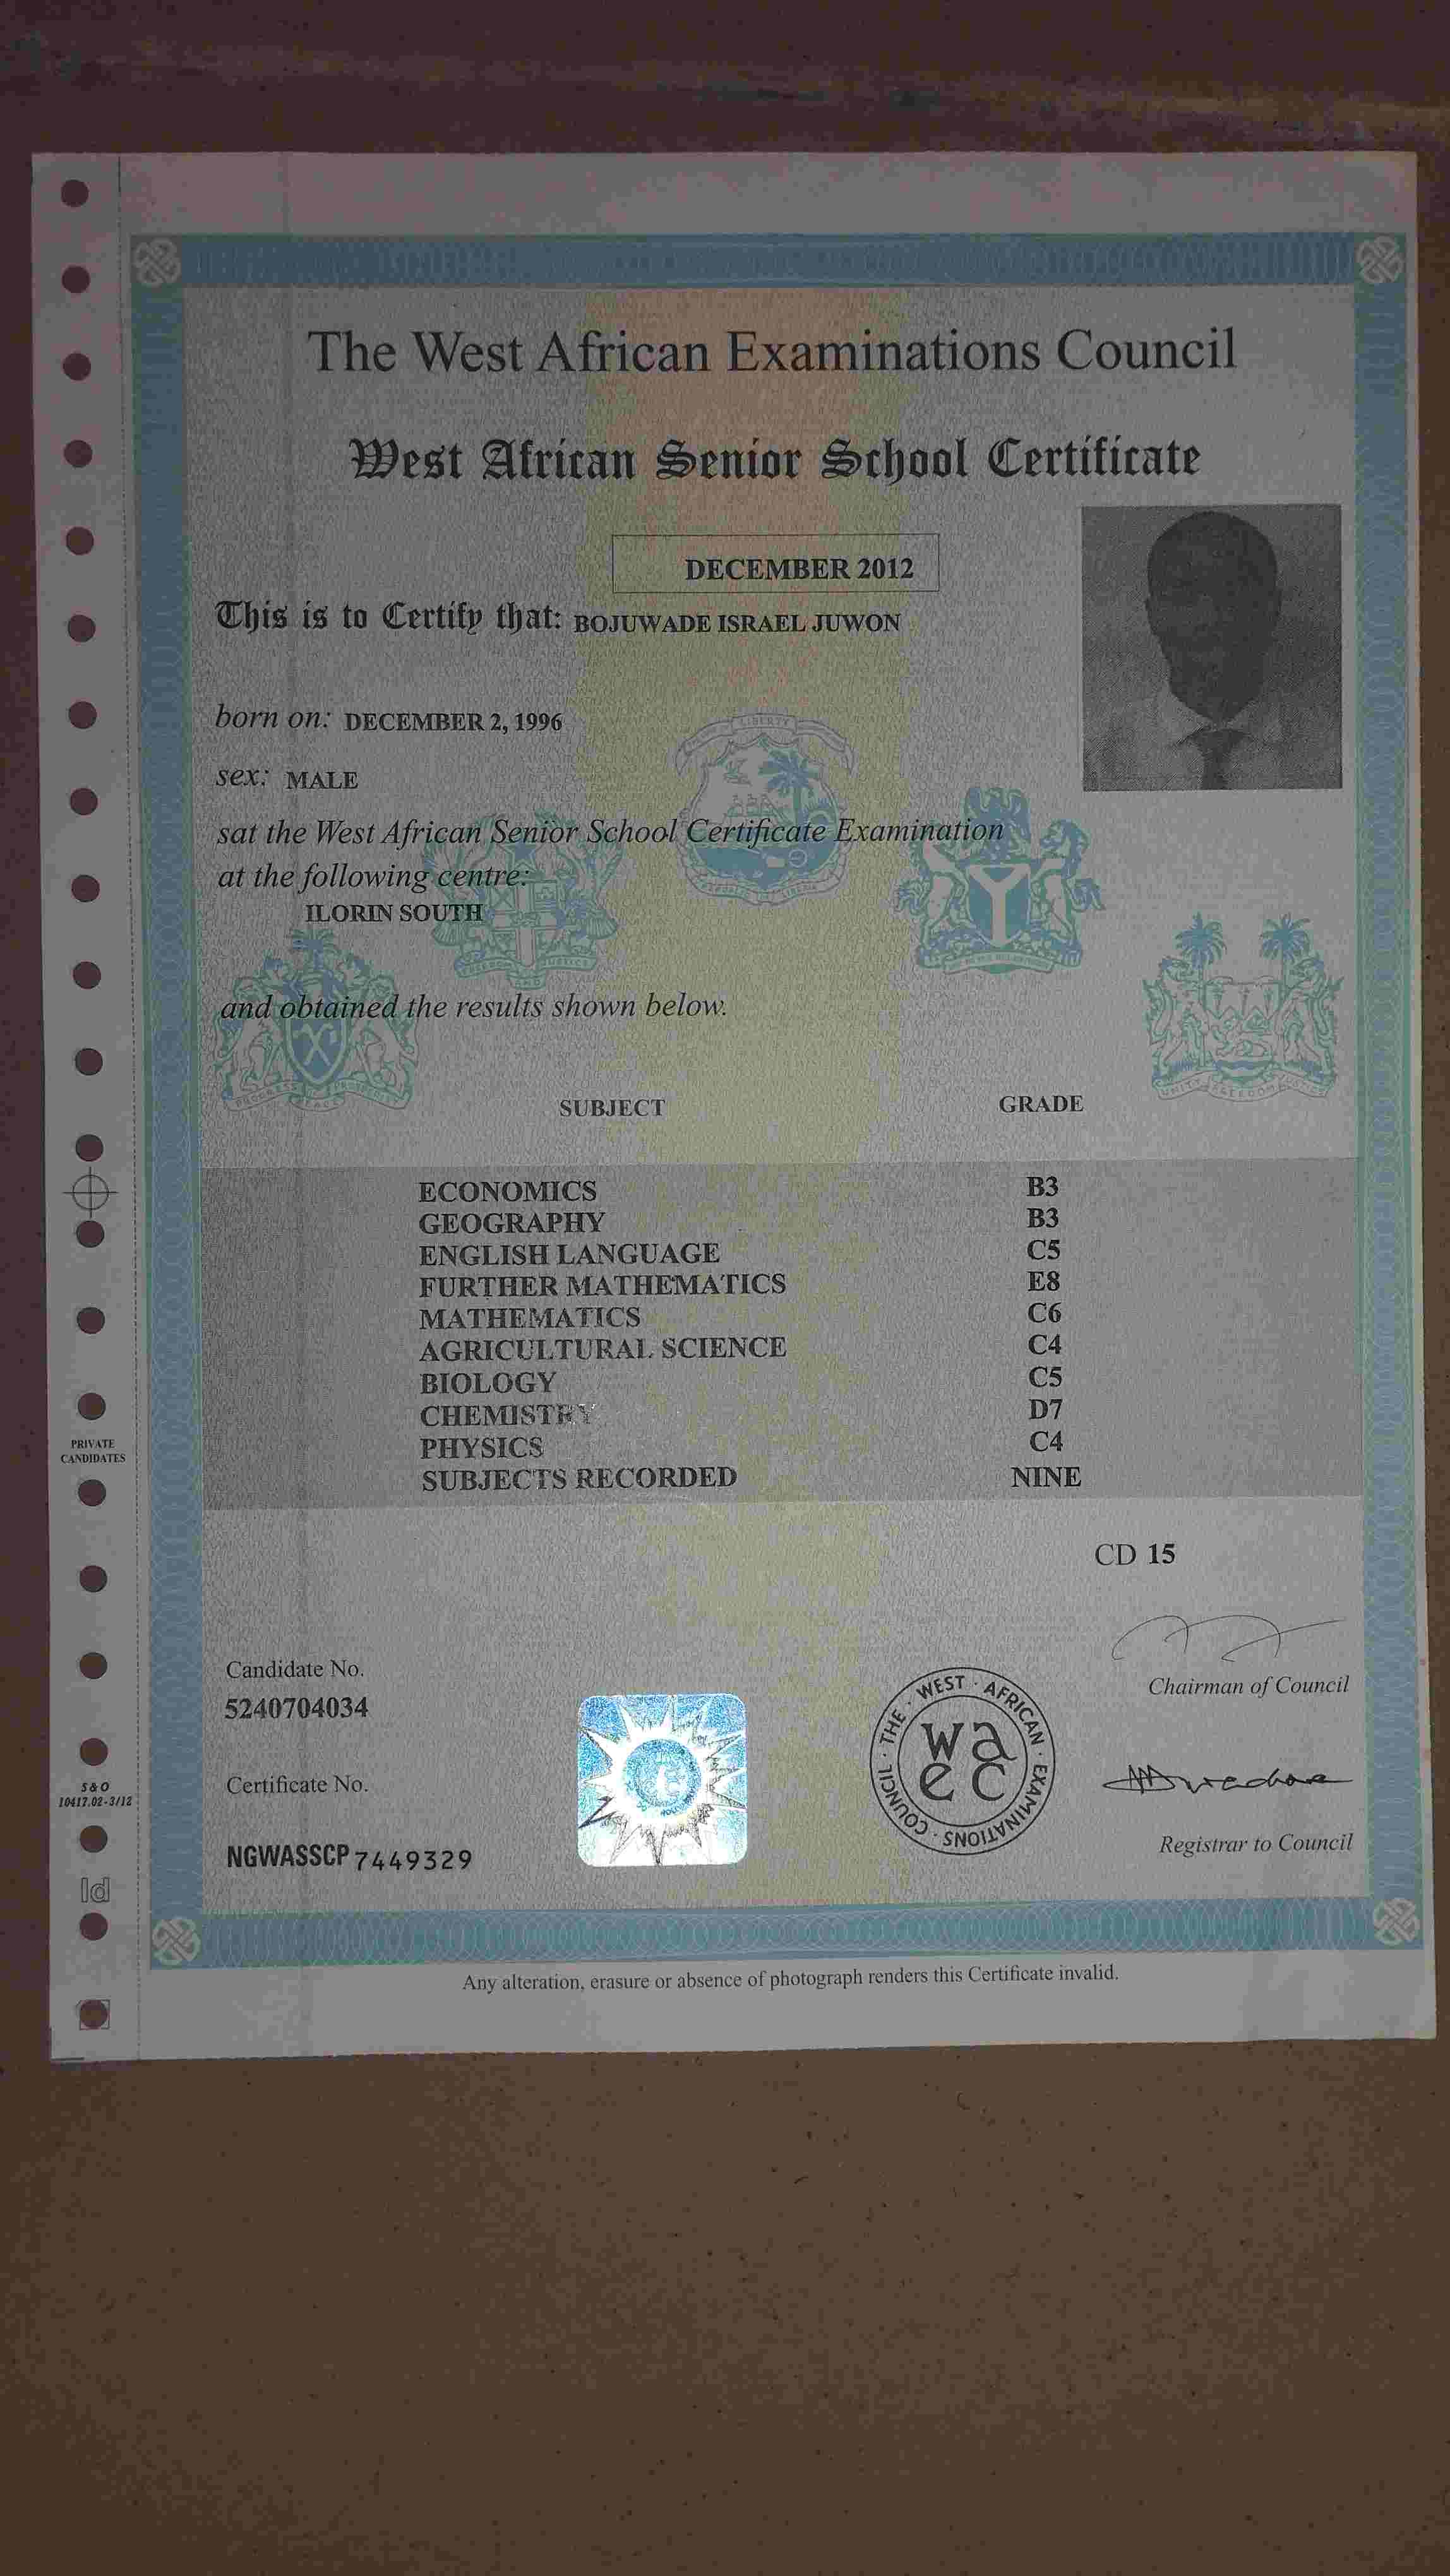 The West African Examinations Council
West African Senior School Certificate
DECEMBER 2012
This is to Certify that: BOJUWADE ISRAEL JUWON
born on: DECEMBER 2, 1996
sex: MALE
sat the West African Senior School Certificate Examination
at the following centre:
ILORIN SOUTH
and obtained the results shown below.
SUBJECT GRADE
ECONOMICS B3
GEOGRAPHY B3
ENGLISH LANGUAGE C5
FURTHER MATHEMATICS E8
MATHEMATICS C6
AGRICULTURAL SCIENCE C4
BIOLOGY C5
CHEMISTRY D7
PHYSICS C4
SUBJECTS RECORDED NINE
PRIVATE
CANDIDATES
CD 15
Candidate No.
5240704034
Chairman of Council
THE · WEST · AFRICAN · EXAMINATIONS · COUNCIL ·
wa
ec
Certificate No.
S & O
10417.02-3/12
NGWASSCP 7449329
Registrar to Council
Id
Any alteration, erasure or absence of photograph renders this Certificate invalid.
LIBERTY